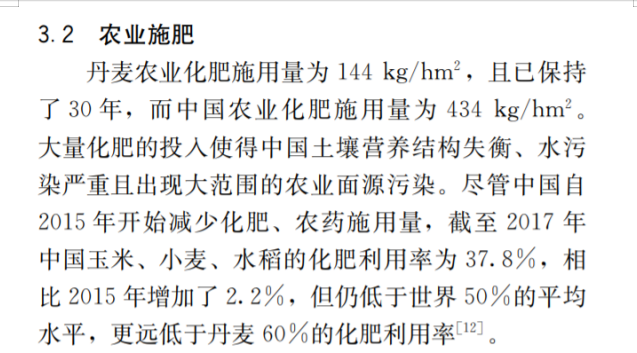 3.2 农业施肥
丹麦农业化肥施用量为 144 kg/hm²，且已保持
了 30 年，而中国农业化肥施用量为 434 kg/hm²。
大量化肥的投入使得中国土壤营养结构失衡、水污
染严重且出现大范围的农业面源污染。尽管中国自
2015 年开始减少化肥、农药施用量，截至 2017 年
中国玉米、小麦、水稻的化肥利用率为 37.8%，相
比 2015 年增加了 2.2%，但仍低于世界 50%的平均
水平，更远低于丹麦 60%的化肥利用率[12]。